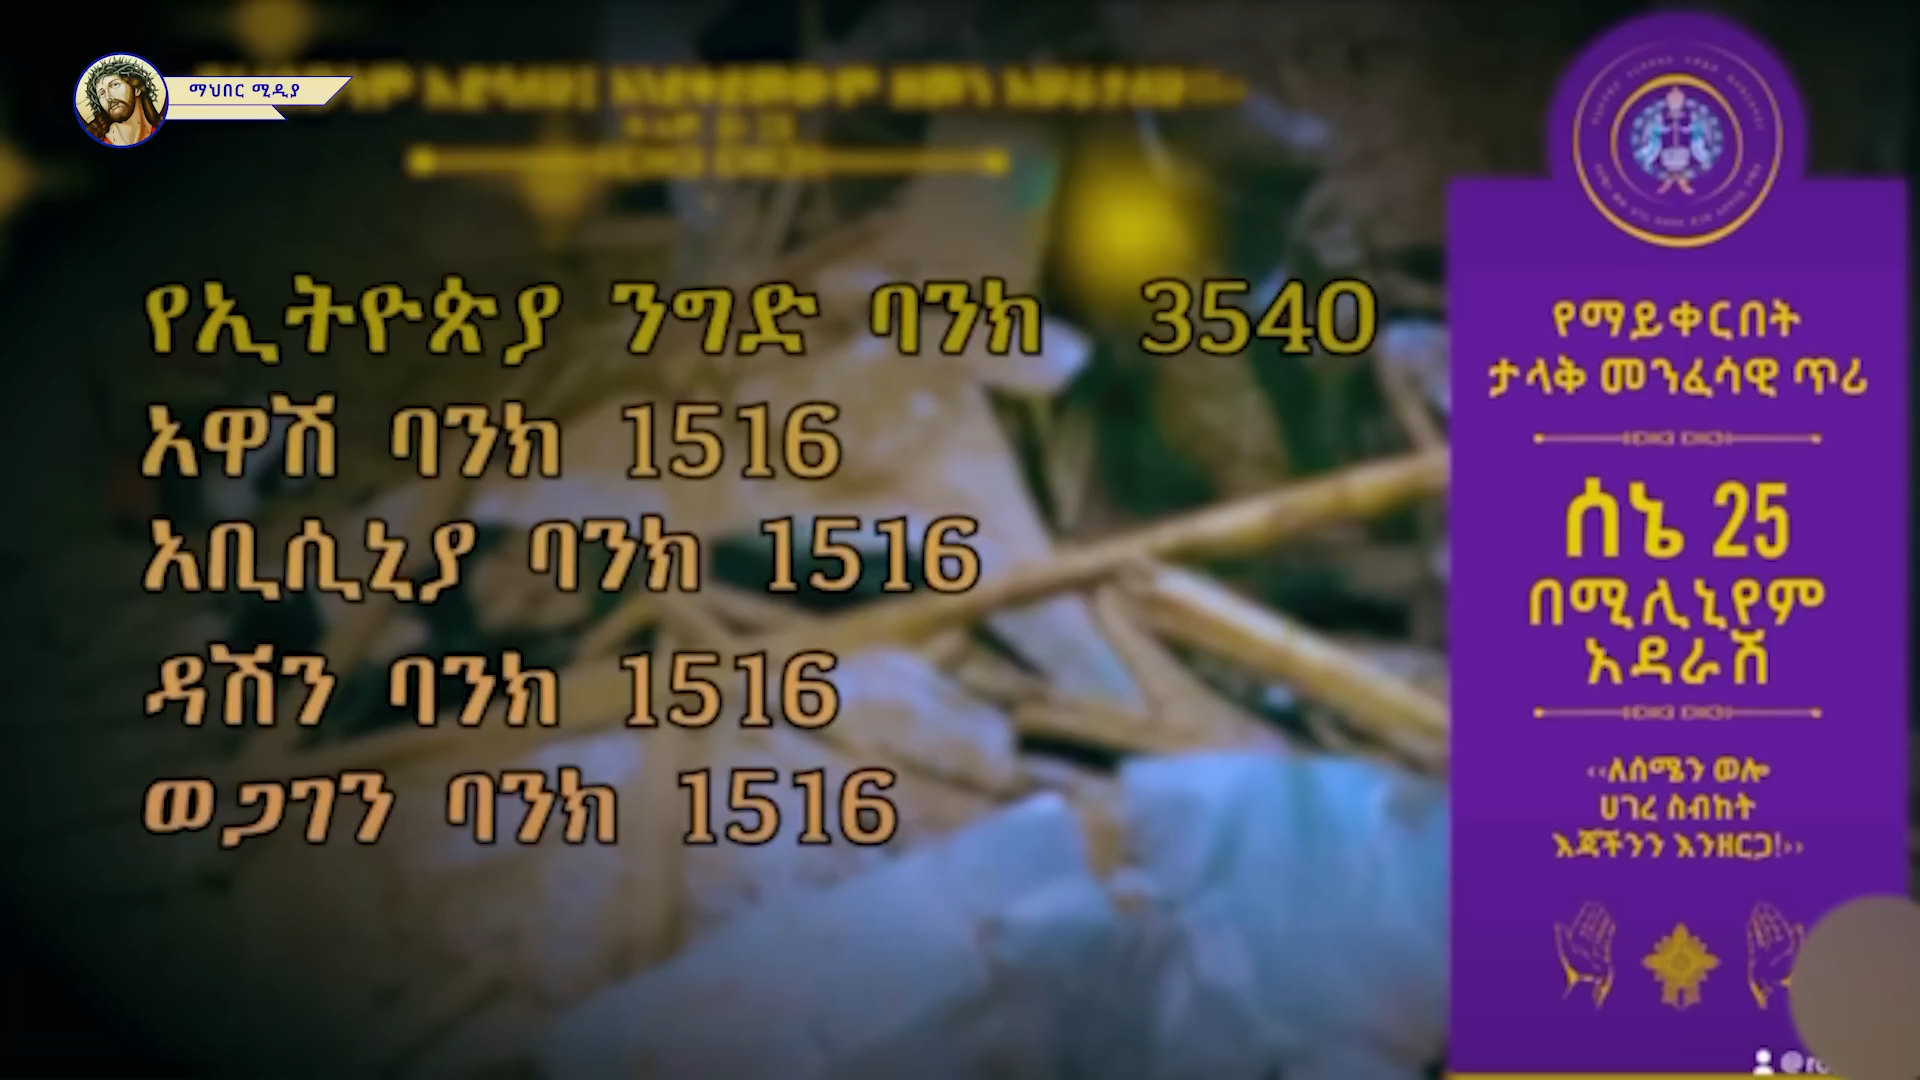 ማህበር ሚዲያ
የኢትዮጵያ ንግድ ባንክ 3540
አዋሽ ባንክ 1516
አቢሲኒያ ባንክ 1516
ዳሽን ባንክ 1516
ወጋገን ባንክ 1516
የማይቀርበት
ታላቅ መንፈሳዊ ጥሪ
ሰኔ 25
በሚሊኒየም
አዳራሽ
‹‹ለሰሜን ወሎ
ሀገረ ስብከት
እጃችንን እንዘርጋ!››